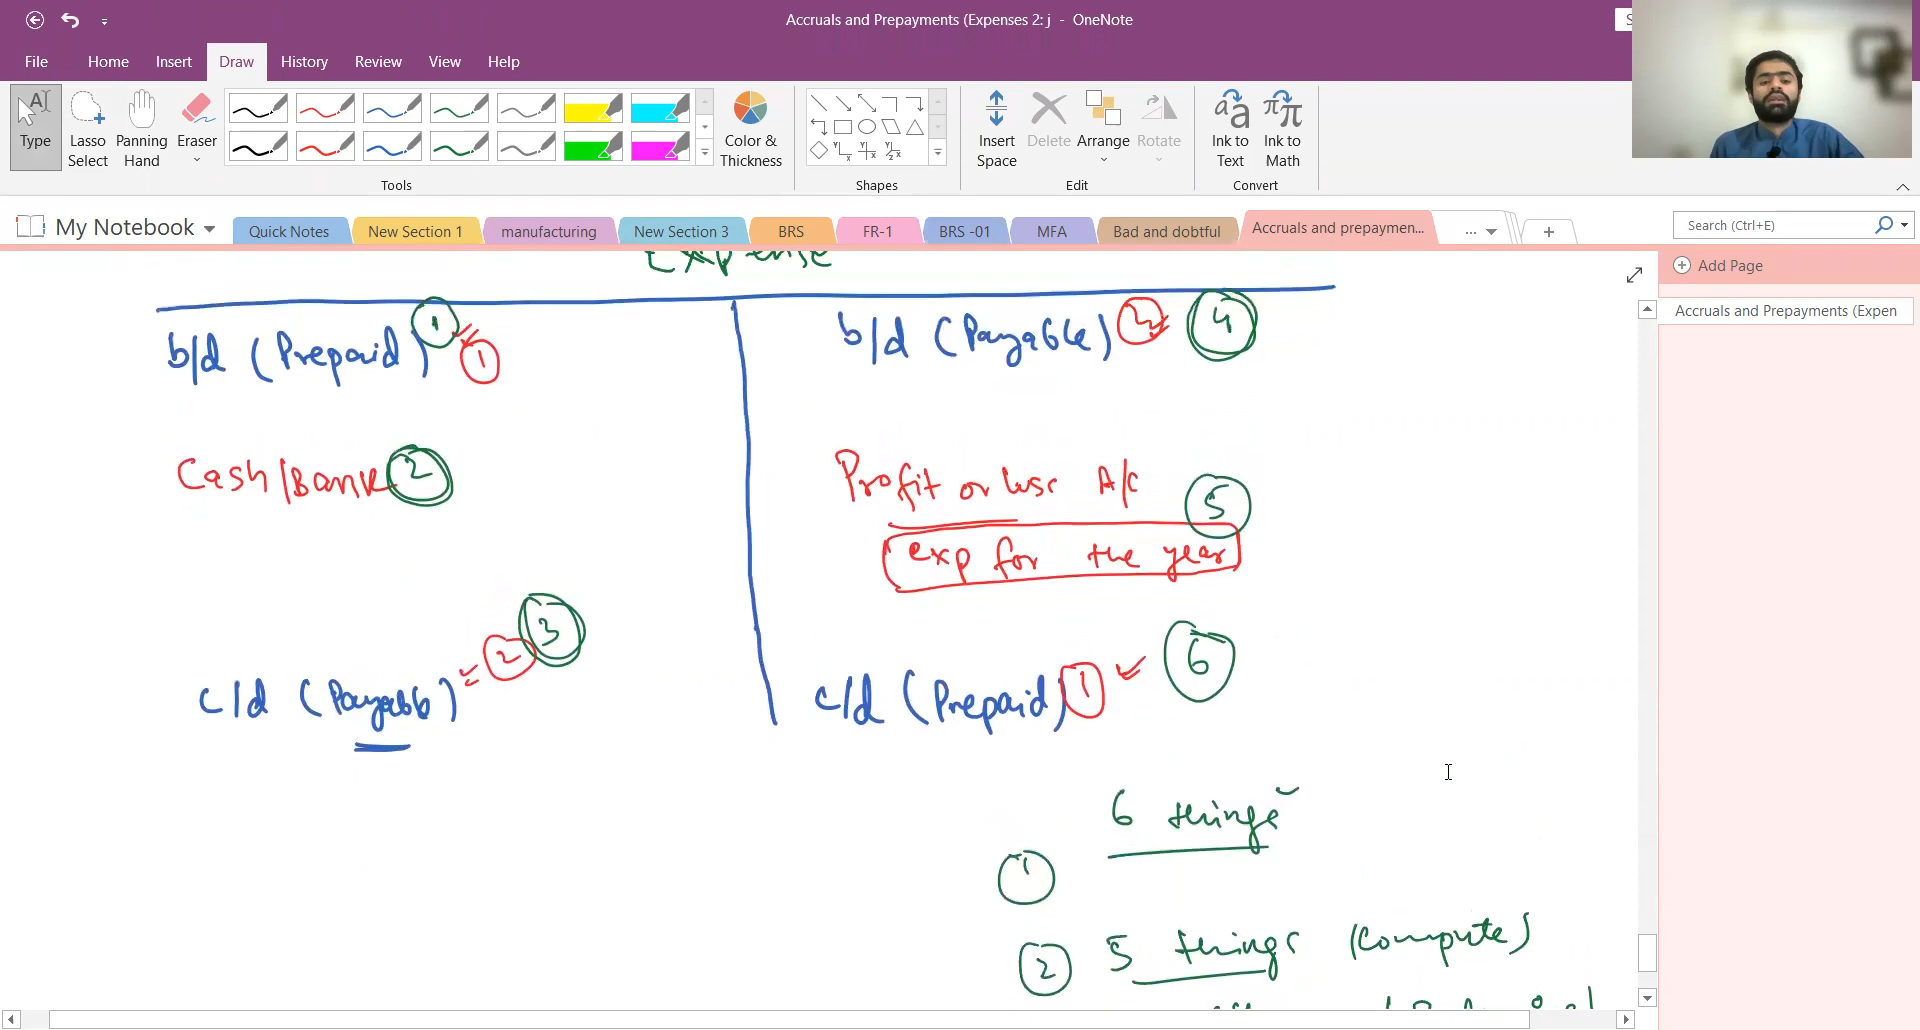 Accruals and Prepayments (Expenses 2: j - OneNote
File Home Insert Draw History Review View Help
Type
Lasso Select
Panning Hand
Eraser
Color & Thickness
Insert Space
Delete
Arrange
Rotate
Ink to Text
Ink to Math
Tools
Shapes
Edit
Convert
My Notebook
Quick Notes
New Section 1
manufacturing
New Section 3
BRS
FR-1
BRS -01
MFA
Bad and doubtful
Accruals and prepaymen...
...
Search (Ctrl+E)
Add Page
Accruals and Prepayments (Expen
Expense
b/d (Prepaid) 1 1
b/d (Payable) 4
Cash/Bank 2
Profit or loss A/C 5
exp for the year
c/d (Payable) 2 3
c/d (Prepaid) 1 6
6 things
1
2 5 things (Compute)